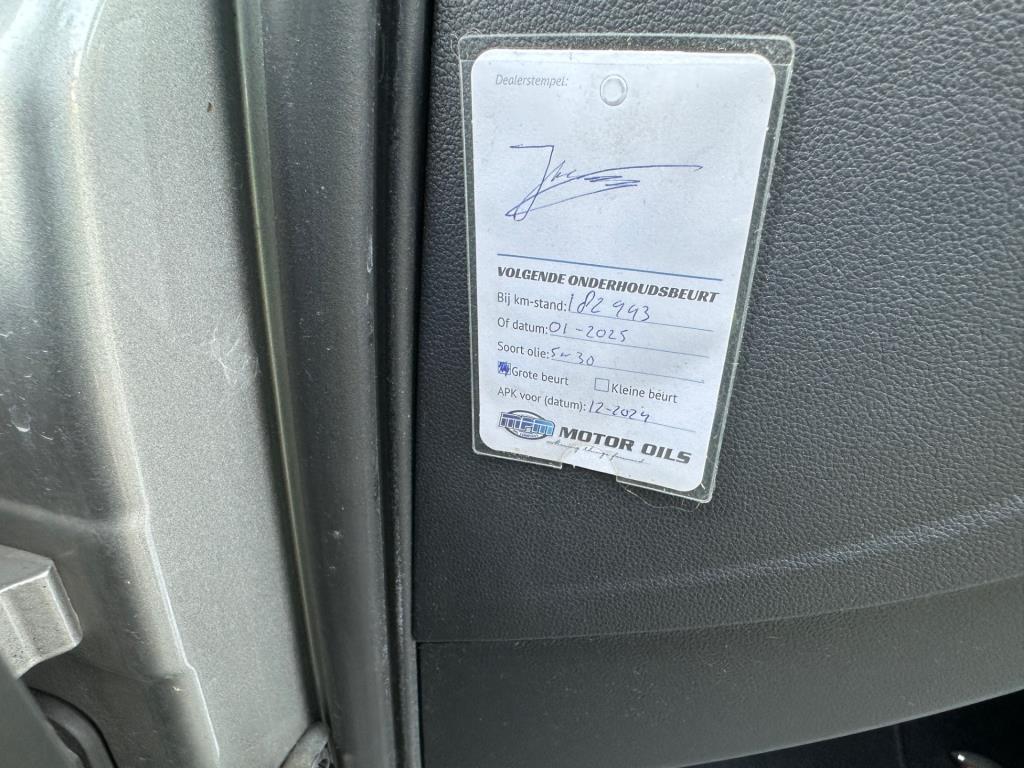 Dealerstempel:
VOLGENDE ONDERHOUDSBEURT
Bij km-stand: 182 993
Of datum: 01-2025
Soort olie: 5w30
Grote beurt Kleine beurt
APK voor (datum): 12-2024
MOTOR OILS